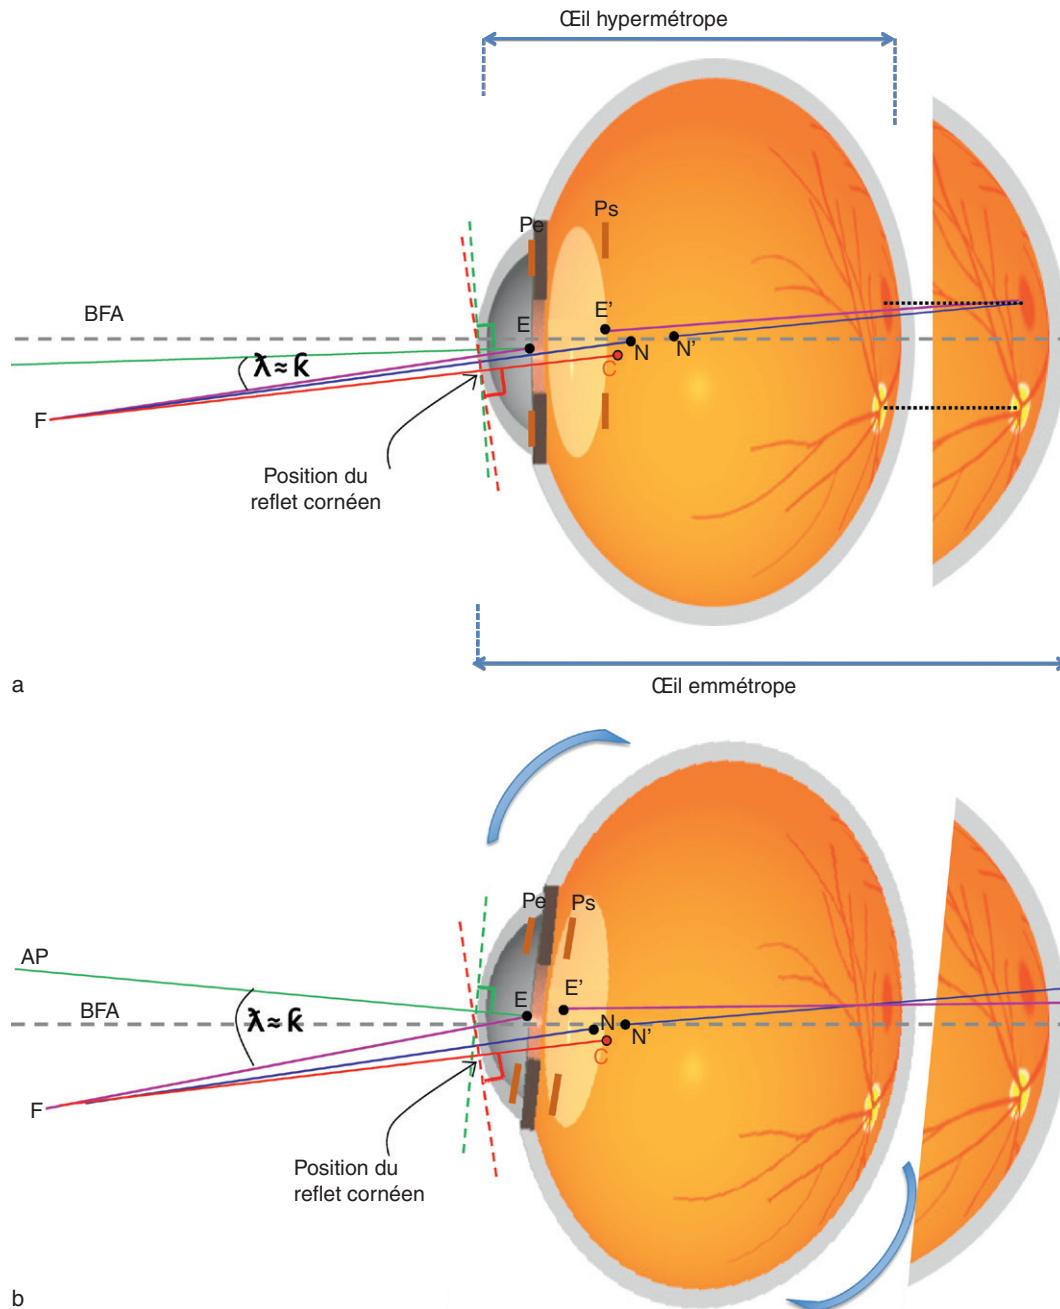 Œil hypermétrope
Ps
Pe
BFA
E'
E
N
N'
C
λ ≈ κ
F
Position du
reflet cornéen
a
Œil emmétrope
Pe
Ps
AP
E'
E
BFA
N
N'
λ ≈ κ
C
F
Position du
reflet cornéen
b